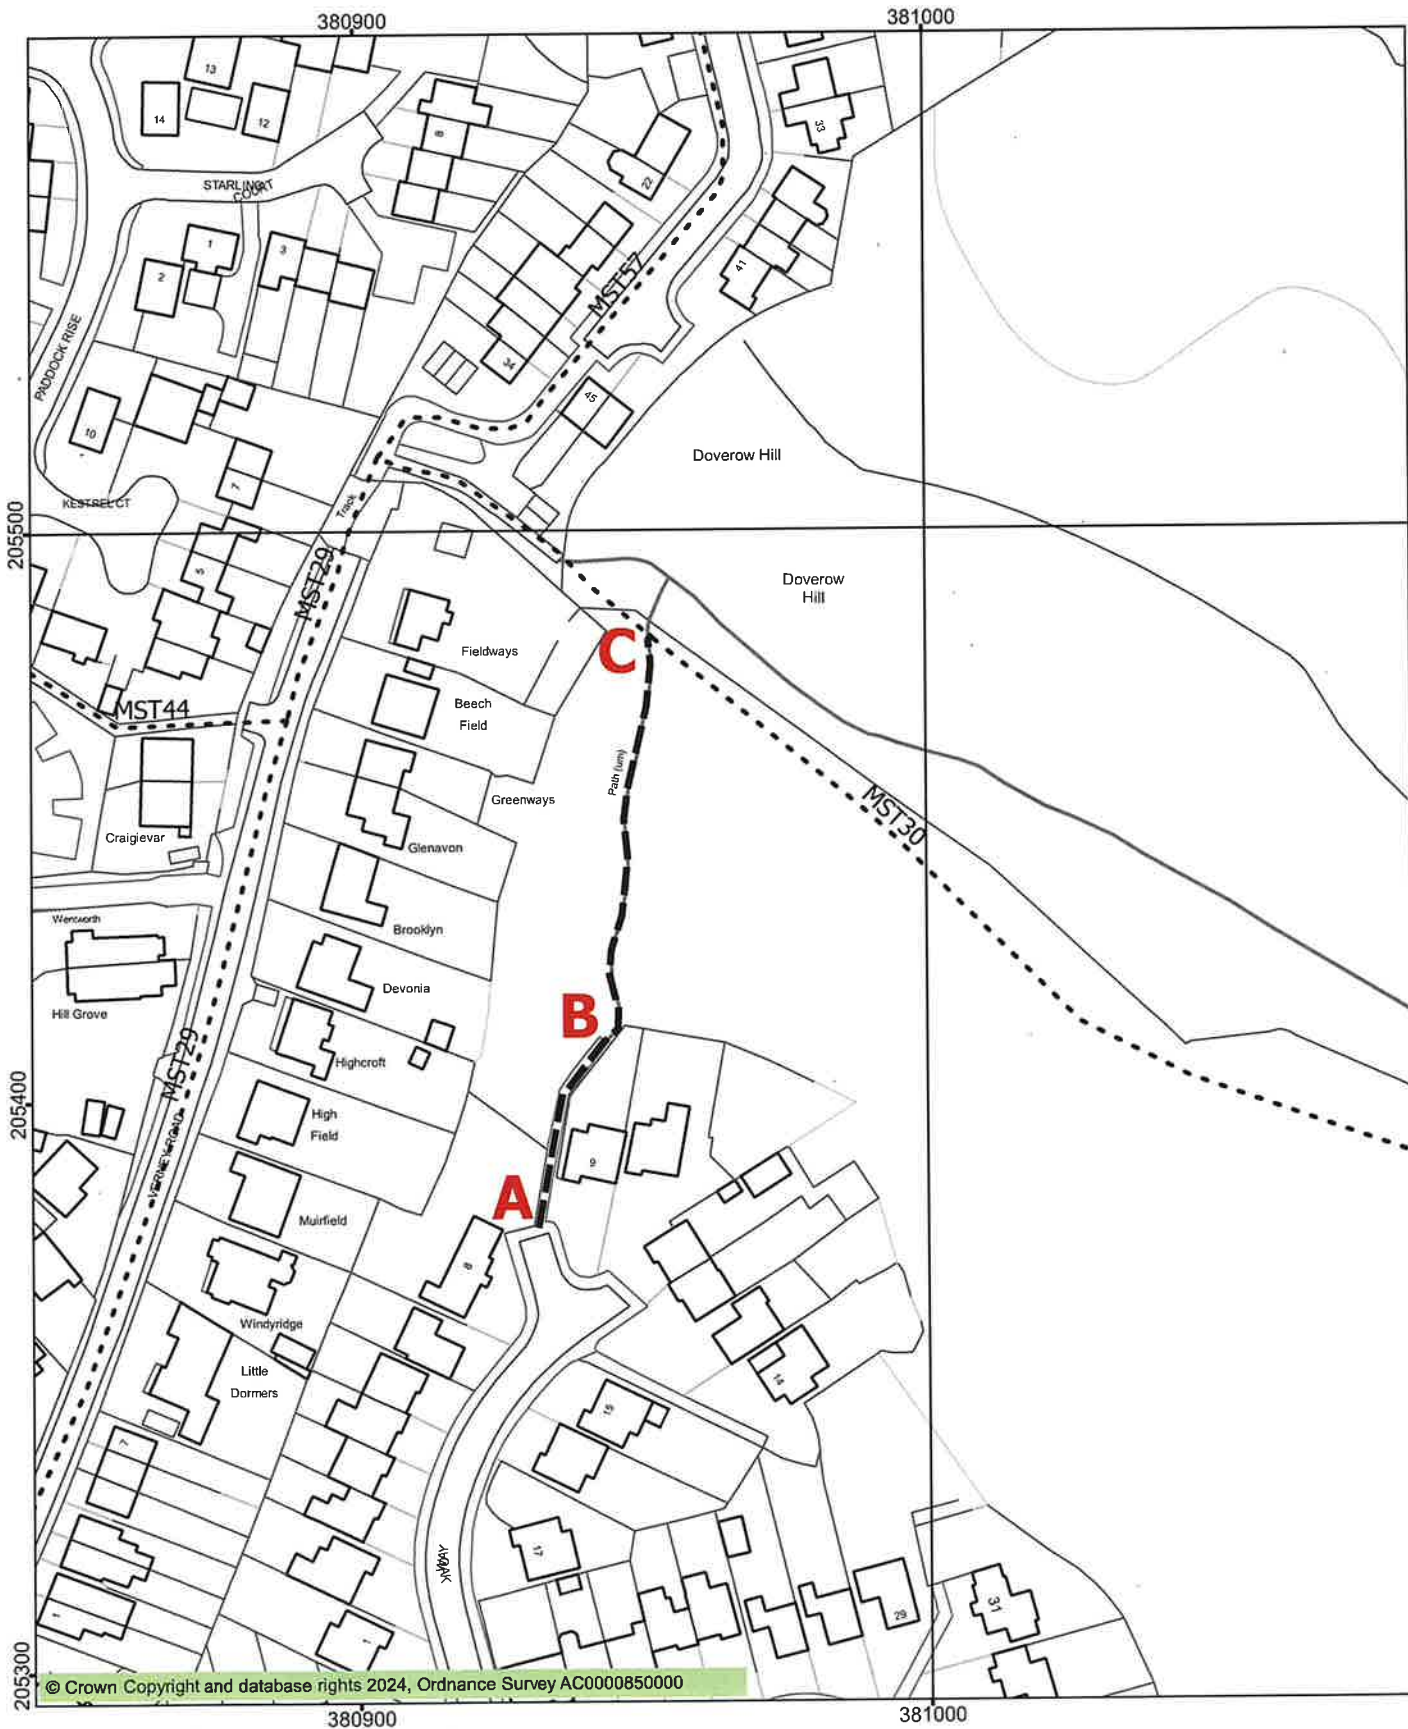 380900
381000
13
14
12
8
33
22
STARLING
COURT
1
3
2
41
MST57
PADDOCK RISE
34
45
10
Doverow Hill
7
KESTREL CT
Track
205500
5
MST29
Doverow
Hill
C
Fieldways
MST44
Beech
Field
Path (um)
Greenways
MST30
Craigievar
Glenavon
Wentworth
Brooklyn
Devonia
Hill Grove
B
MST29
Highcroft
205400
High
Field
VERNEY ROAD
9
A
Muirfield
8
Windyridge
Little
Dormers
14
15
7
17
1
1
29
31
205300
© Crown Copyright and database rights 2024, Ordnance Survey AC0000850000
380900
381000